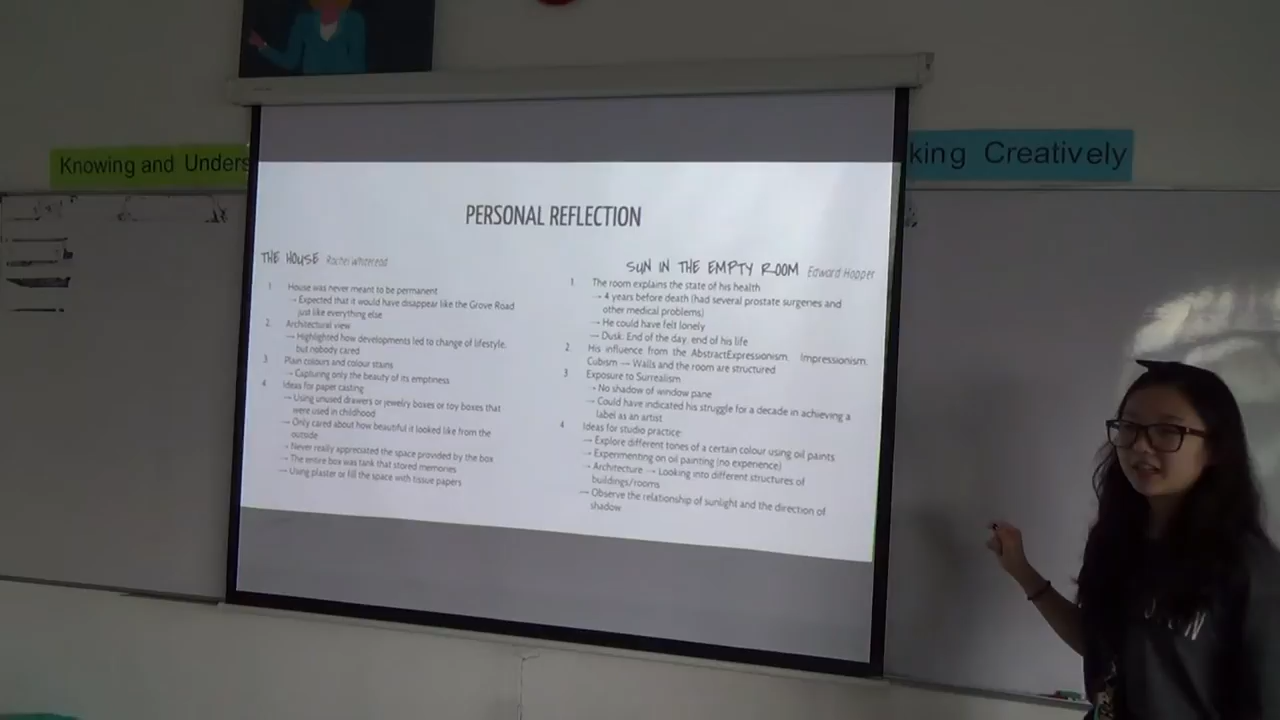 Knowing and Unders
king Creatively
PERSONAL REFLECTION
THE HOUSE Rachel Whiteread
1 House was never meant to be permanent
→ Expected that it would have disappear like the Grove Road
just like everything else
2. Architectural view
→ Highlighted how developments led to change of lifestyle,
but nobody cared
3 Plain colours and colour stains
→ Capturing only the beauty of its emptiness
4 Ideas for paper casting:
→ Using unused drawers or jewelry boxes or toy boxes that
were used in childhood
→ Only cared about how beautiful it looked like from the
outside
→ Never really appreciated the space provided by the box
→ The entire box was tank that stored memories
→ Using plaster or fill the space with tissue papers
SUN IN THE EMPTY ROOM Edward Hopper
1. The room explains the state of his health
→ 4 years before death (had several prostate surgeries and
other medical problems)
→ He could have felt lonely
→ Dusk: End of the day, end of his life
2. His influence from the AbstractExpressionism, Impressionism,
Cubism → Walls and the room are structured
3 Exposure to Surrealism
→ No shadow of window pane
→ Could have indicated his struggle for a decade in achieving a
label as an artist
4 Ideas for studio practice:
→ Explore different tones of a certain colour using oil paints
→ Experimenting on oil painting (no experience)
→ Architecture → Looking into different structures of
buildings/rooms
→ Observe the relationship of sunlight and the direction of
shadow